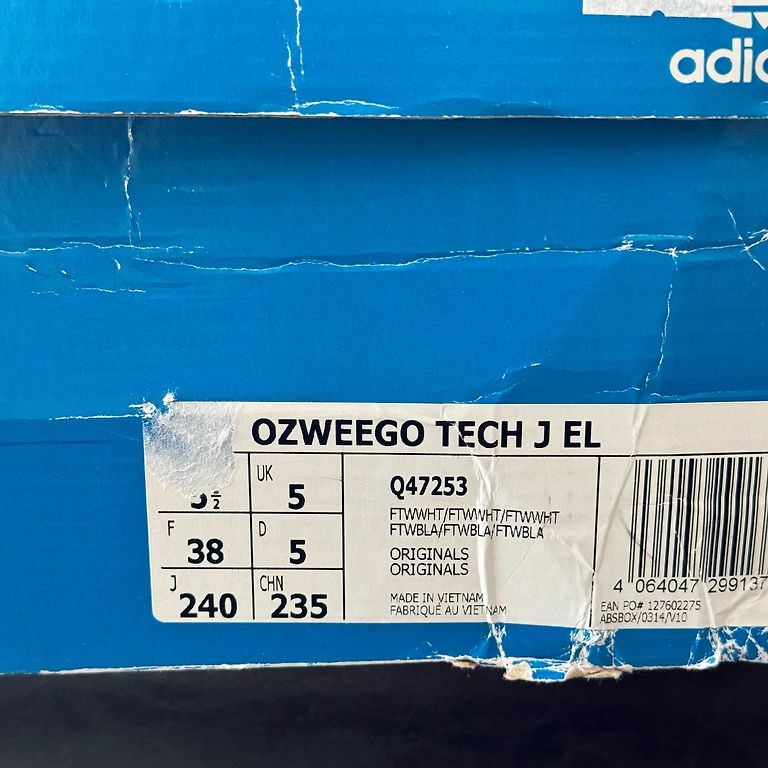 adid
OZWEEGO TECH J EL
UK 5
F 38
D 5
J 240
CHN 235
Q47253
FTWWHT/FTWWHT/FTWWHT
FTWBLA/FTWBLA/FTWBLA
ORIGINALS
ORIGINALS
MADE IN VIETNAM
FABRIQUÉ AU VIETNAM
4 064047 299137
EAN PO# 127602275
ABSBOX/0314/V10